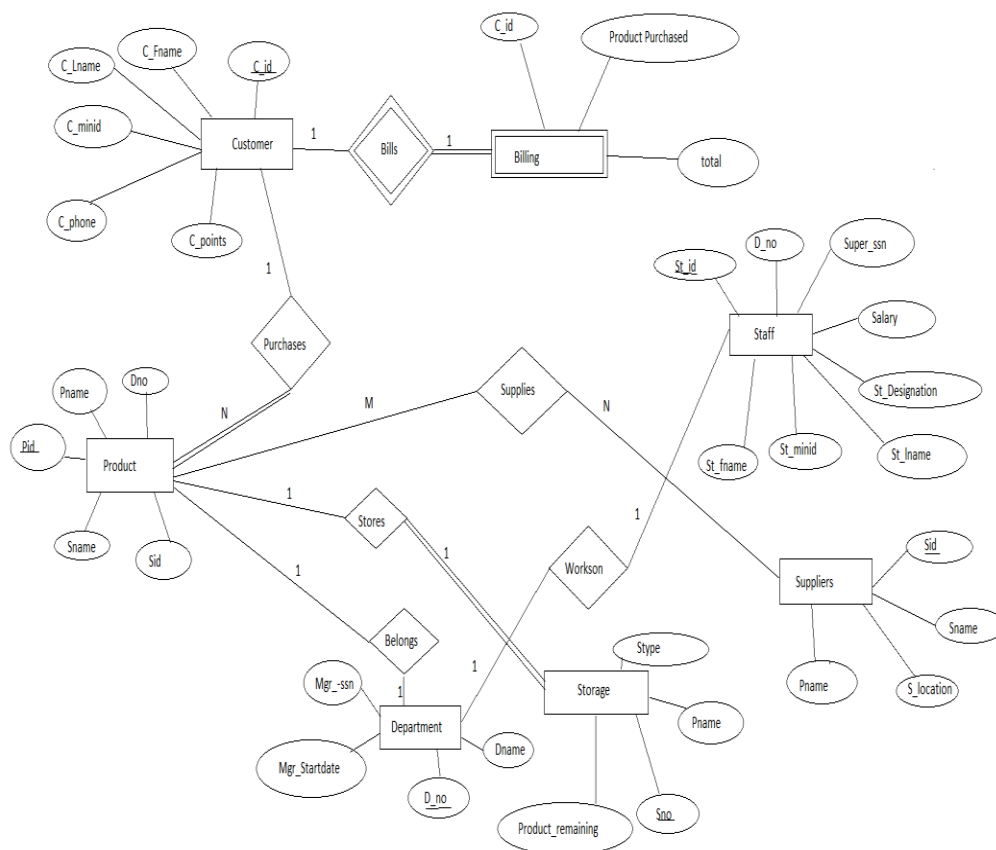 C_id
Product Purchased
C_Fname
C_Lname
C_id
C_minid
Customer
1
Bills
1
Billing
total
C_phone
C_points
1
D_no
Super_ssn
St_id
Staff
Salary
Purchases
Pname
Dno
Supplies
St_Designation
M
N
N
Pid
Product
St_fname
St_minid
St_lname
1
Stores
1
1
Sname
Sid
Workson
Sid
Suppliers
1
Sname
Belongs
Stype
1
Mgr_-ssn
1
Storage
Pname
S_location
Pname
Department
Dname
Mgr_Startdate
D_no
Product_remaining
Sno